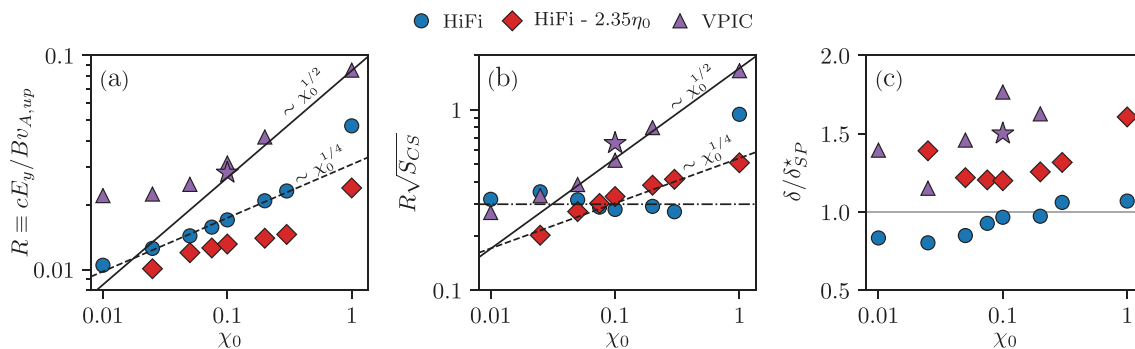 HiFi HiFi - 2.35η₀ VPIC
(a)
R ≡ cE_y/Bv_{A,up}
0.1
0.01
~ χ₀^{1/2}
~ χ₀^{1/4}
0.01 0.1 1
χ₀
(b)
R√S_{CS}
1
0.1
~ χ₀^{1/2}
~ χ₀^{1/4}
0.01 0.1 1
χ₀
(c)
δ/δ*_{SP}
2.0
1.5
1.0
0.5
0.01 0.1 1
χ₀